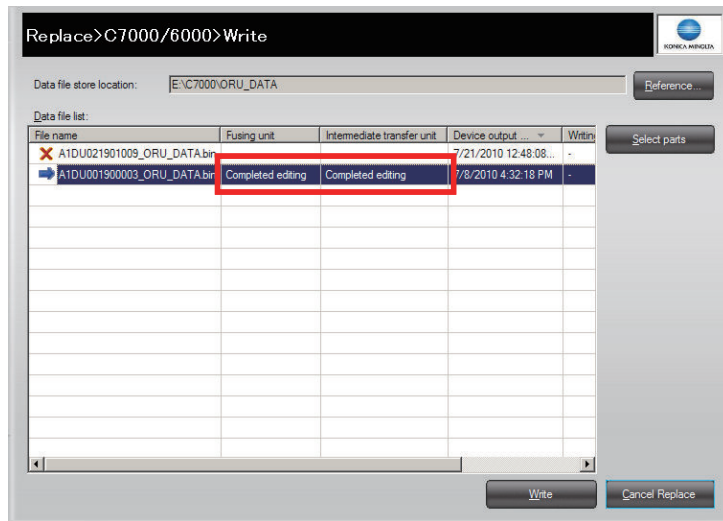 Replace>C7000/6000>Write
KONICA MINOLTA
Data file store location: E:\C7000\ORU_DATA Reference...
Data file list:
File name Fusing unit Intermediate transfer unit Device output ... Writing Select parts
A1DU021901009_ORU_DATA.bin 7/21/2010 12:48:08... -
A1DU001900003_ORU_DATA.bin Completed editing Completed editing 7/8/2010 4:32:18 PM -
Write Cancel Replace